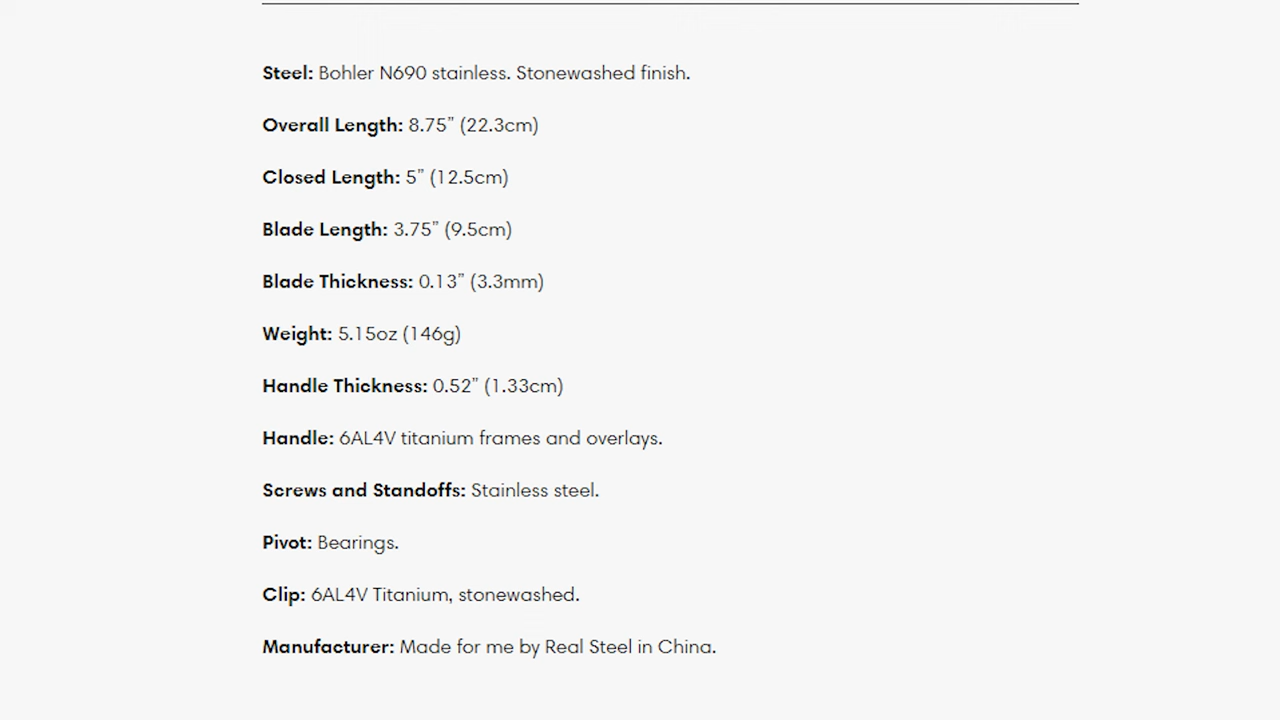 Steel: Bohler N690 stainless. Stonewashed finish.
Overall Length: 8.75” (22.3cm)
Closed Length: 5” (12.5cm)
Blade Length: 3.75” (9.5cm)
Blade Thickness: 0.13” (3.3mm)
Weight: 5.15oz (146g)
Handle Thickness: 0.52” (1.33cm)
Handle: 6AL4V titanium frames and overlays.
Screws and Standoffs: Stainless steel.
Pivot: Bearings.
Clip: 6AL4V Titanium, stonewashed.
Manufacturer: Made for me by Real Steel in China.